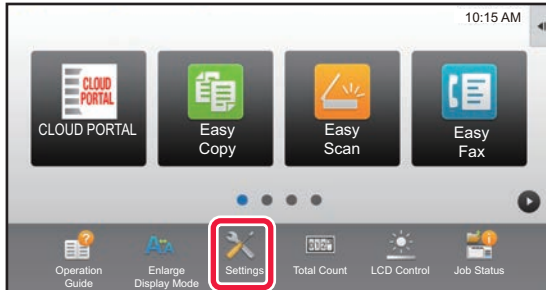 10:15 AM
CLOUD
PORTAL
CLOUD PORTAL
Easy
Copy
Easy
Scan
Easy
Fax
Operation
Guide
Enlarge
Display Mode
Settings
Total Count
LCD Control
Job Status